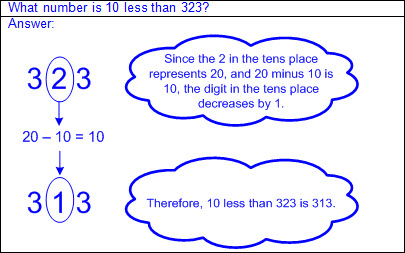 What number is 10 less than 323?
Answer:
323
Since the 2 in the tens place
represents 20, and 20 minus 10 is
10, the digit in the tens place
decreases by 1.
20 – 10 = 10
313
Therefore, 10 less than 323 is 313.